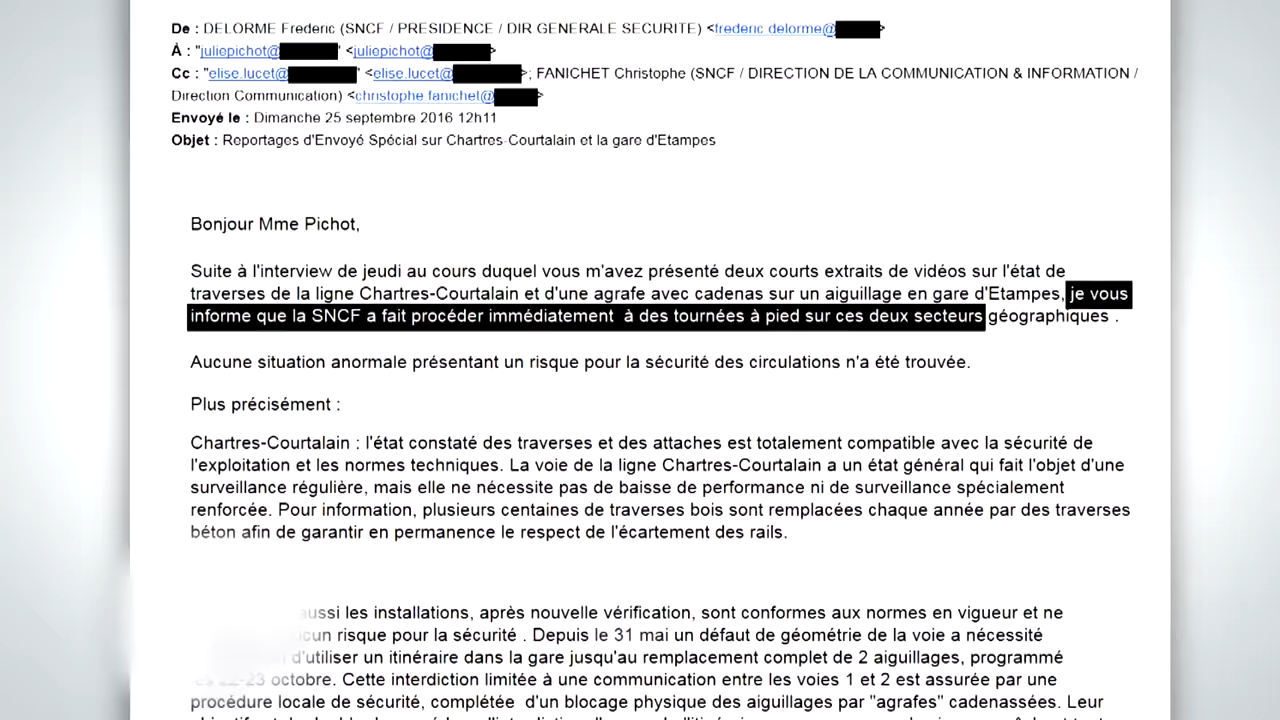 De : DELORME Frederic (SNCF / PRESIDENCE / DIR GENERALE SECURITE) <frederic.delorme@ >
À : "juliepichot@ " <juliepichot@ >
Cc : "elise.lucet@ " <elise.lucet@ >; FANICHET Christophe (SNCF / DIRECTION DE LA COMMUNICATION & INFORMATION /
Direction Communication) <christophe.fanichet@ >
Envoyé le : Dimanche 25 septembre 2016 12h11
Objet : Reportages d'Envoyé Spécial sur Chartres-Courtalain et la gare d'Etampes
Bonjour Mme Pichot,
Suite à l'interview de jeudi au cours duquel vous m'avez présenté deux courts extraits de vidéos sur l'état de
traverses de la ligne Chartres-Courtalain et d'une agrafe avec cadenas sur un aiguillage en gare d'Etampes, je vous
informe que la SNCF a fait procéder immédiatement à des tournées à pied sur ces deux secteurs géographiques .
Aucune situation anormale présentant un risque pour la sécurité des circulations n'a été trouvée.
Plus précisément :
Chartres-Courtalain : l'état constaté des traverses et des attaches est totalement compatible avec la sécurité de
l'exploitation et les normes techniques. La voie de la ligne Chartres-Courtalain a un état général qui fait l'objet d'une
surveillance régulière, mais elle ne nécessite pas de baisse de performance ni de surveillance spécialement
renforcée. Pour information, plusieurs centaines de traverses bois sont remplacées chaque année par des traverses
béton afin de garantir en permanence le respect de l'écartement des rails.
aussi les installations, après nouvelle vérification, sont conformes aux normes en vigueur et ne
risque pour la sécurité . Depuis le 31 mai un défaut de géométrie de la voie a nécessité
d'utiliser un itinéraire dans la gare jusqu'au remplacement complet de 2 aiguillages, programmé
octobre. Cette interdiction limitée à une communication entre les voies 1 et 2 est assurée par une
procédure locale de sécurité, complétée d'un blocage physique des aiguillages par "agrafes" cadenassées. Leur